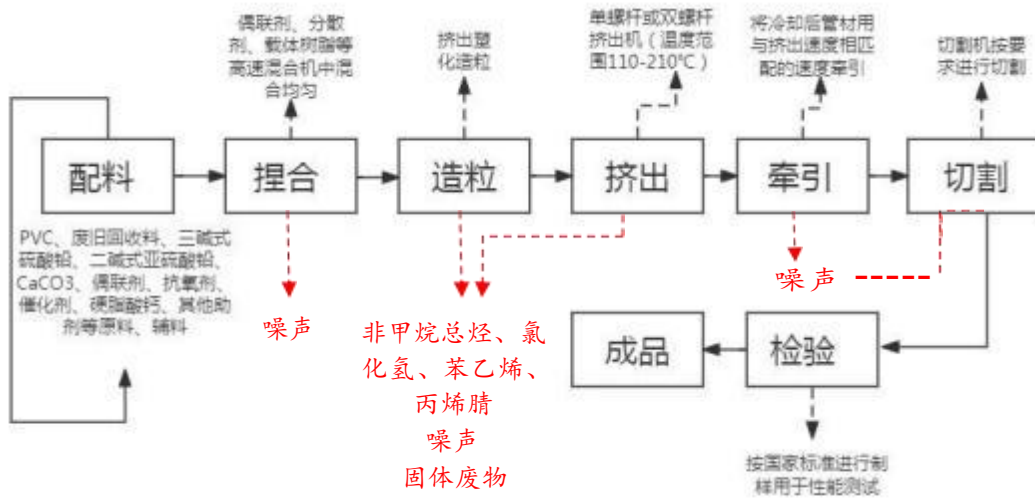 偶联剂、分散
剂、载体树脂等
高速混合机中混
合均匀
挤出塑
化造粒
单螺杆或双螺杆
挤出机（温度范
围110-210℃）
将冷却后管材用
与挤出速度相匹
配的速度牵引
切割机按要
求进行切割
配料
捏合
造粒
挤出
牵引
切割
PVC、废旧回收料、三碱式
硫酸铅、二碱式亚硫酸铅、
CaCO3、偶联剂、抗氧剂、
催化剂、硬脂酸钙、其他助
剂等原料、辅料
噪声
非甲烷总烃、氯
化氢、苯乙烯、
丙烯腈
噪声
固体废物
噪声
成品
检验
按国家标准进行制
样用于性能测试